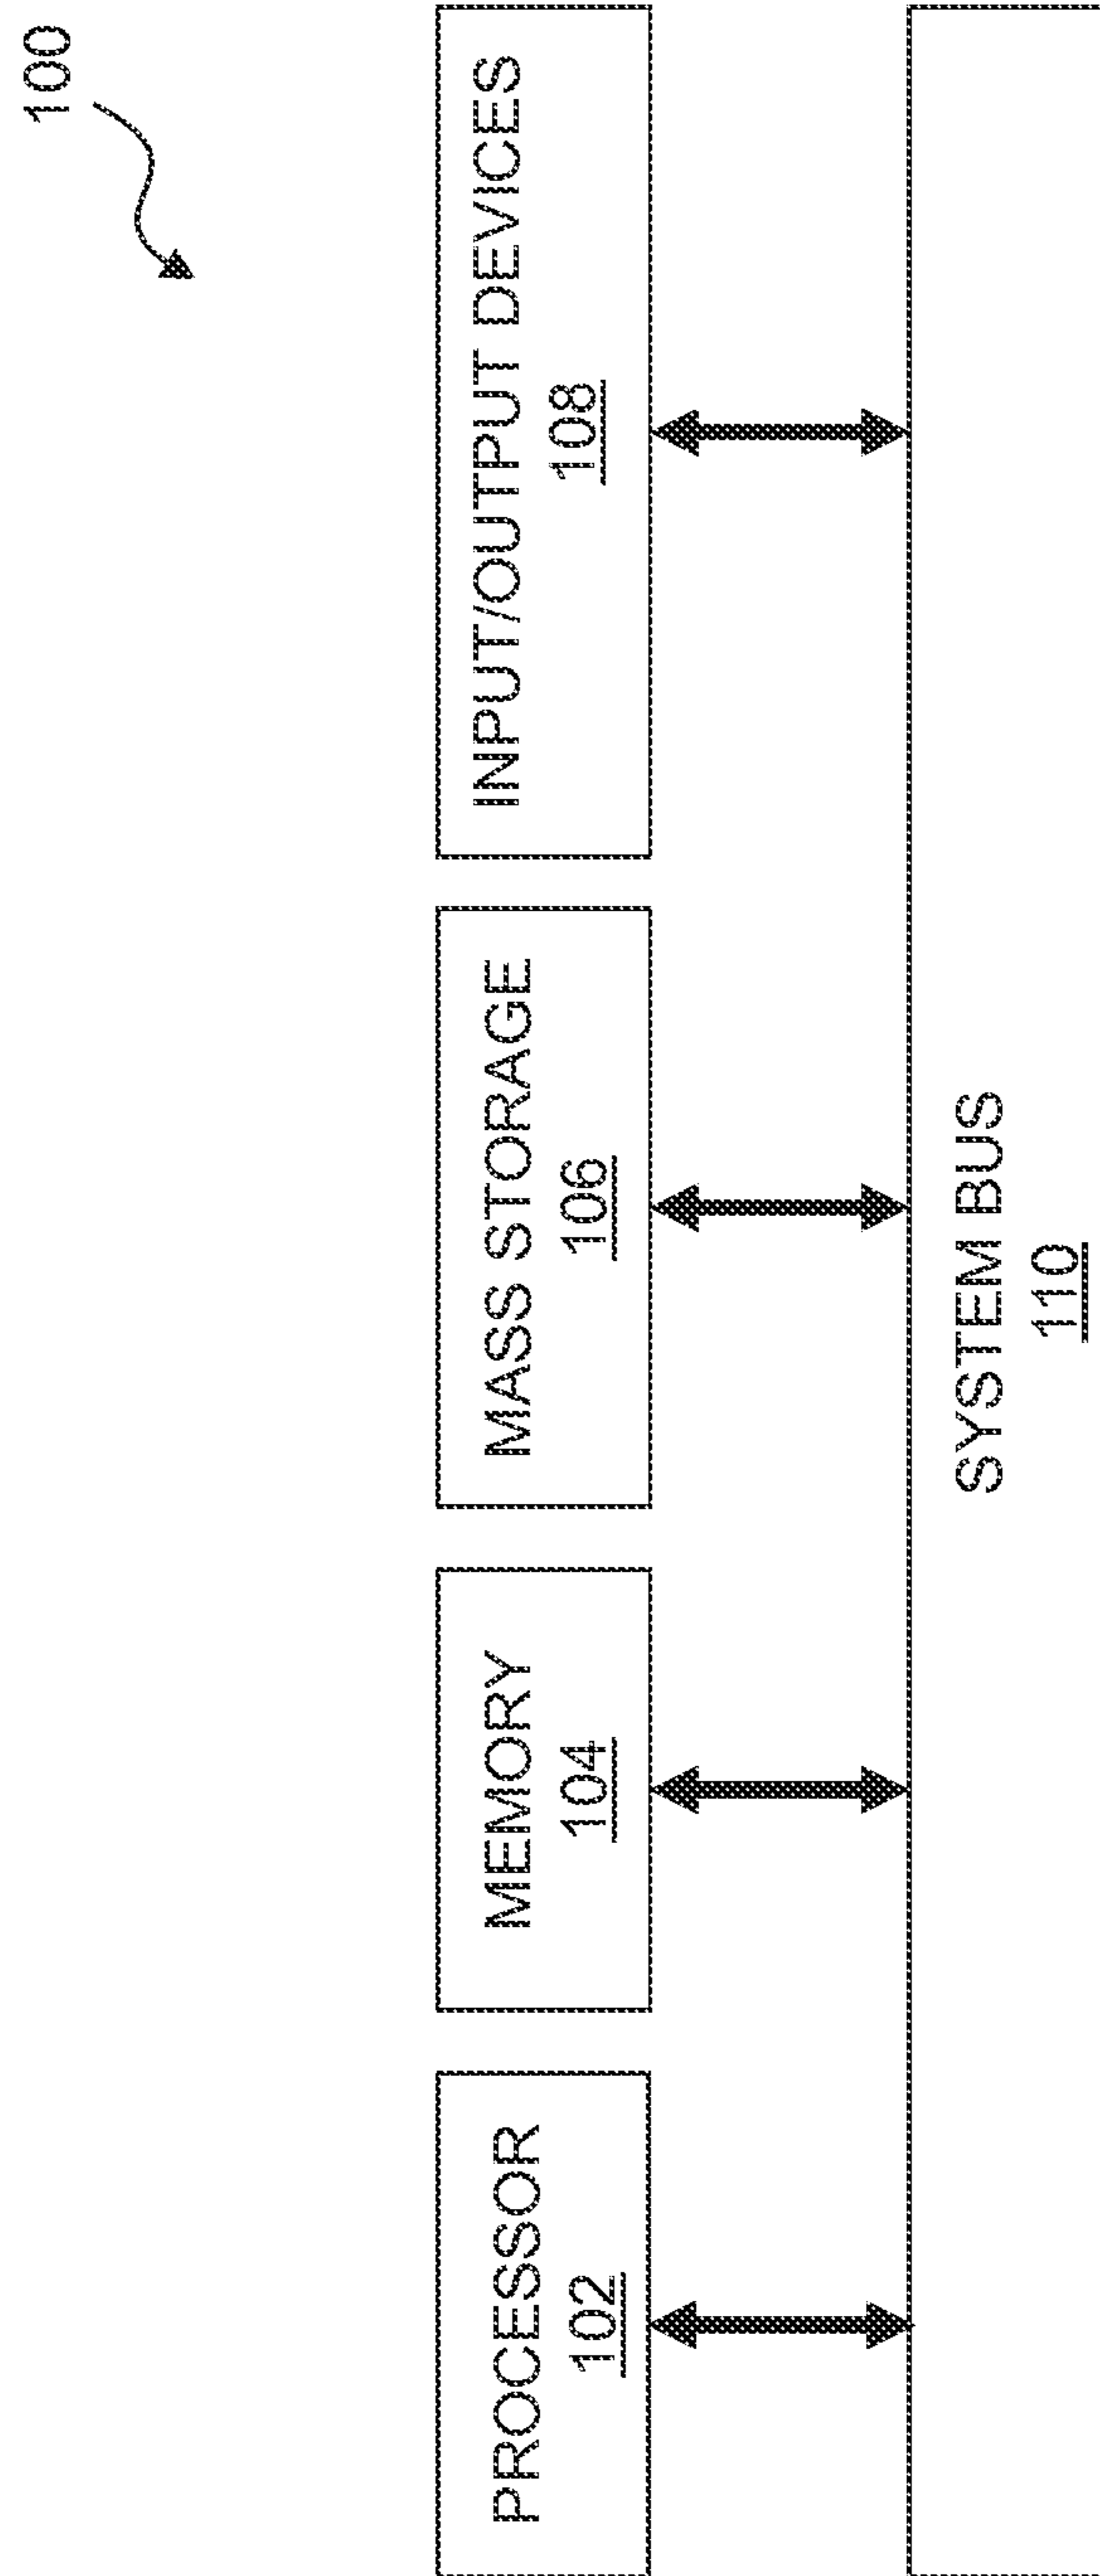 100
PROCESSOR
102
MEMORY
104
MASS STORAGE
106
INPUT/OUTPUT DEVICES
108
SYSTEM BUS
110